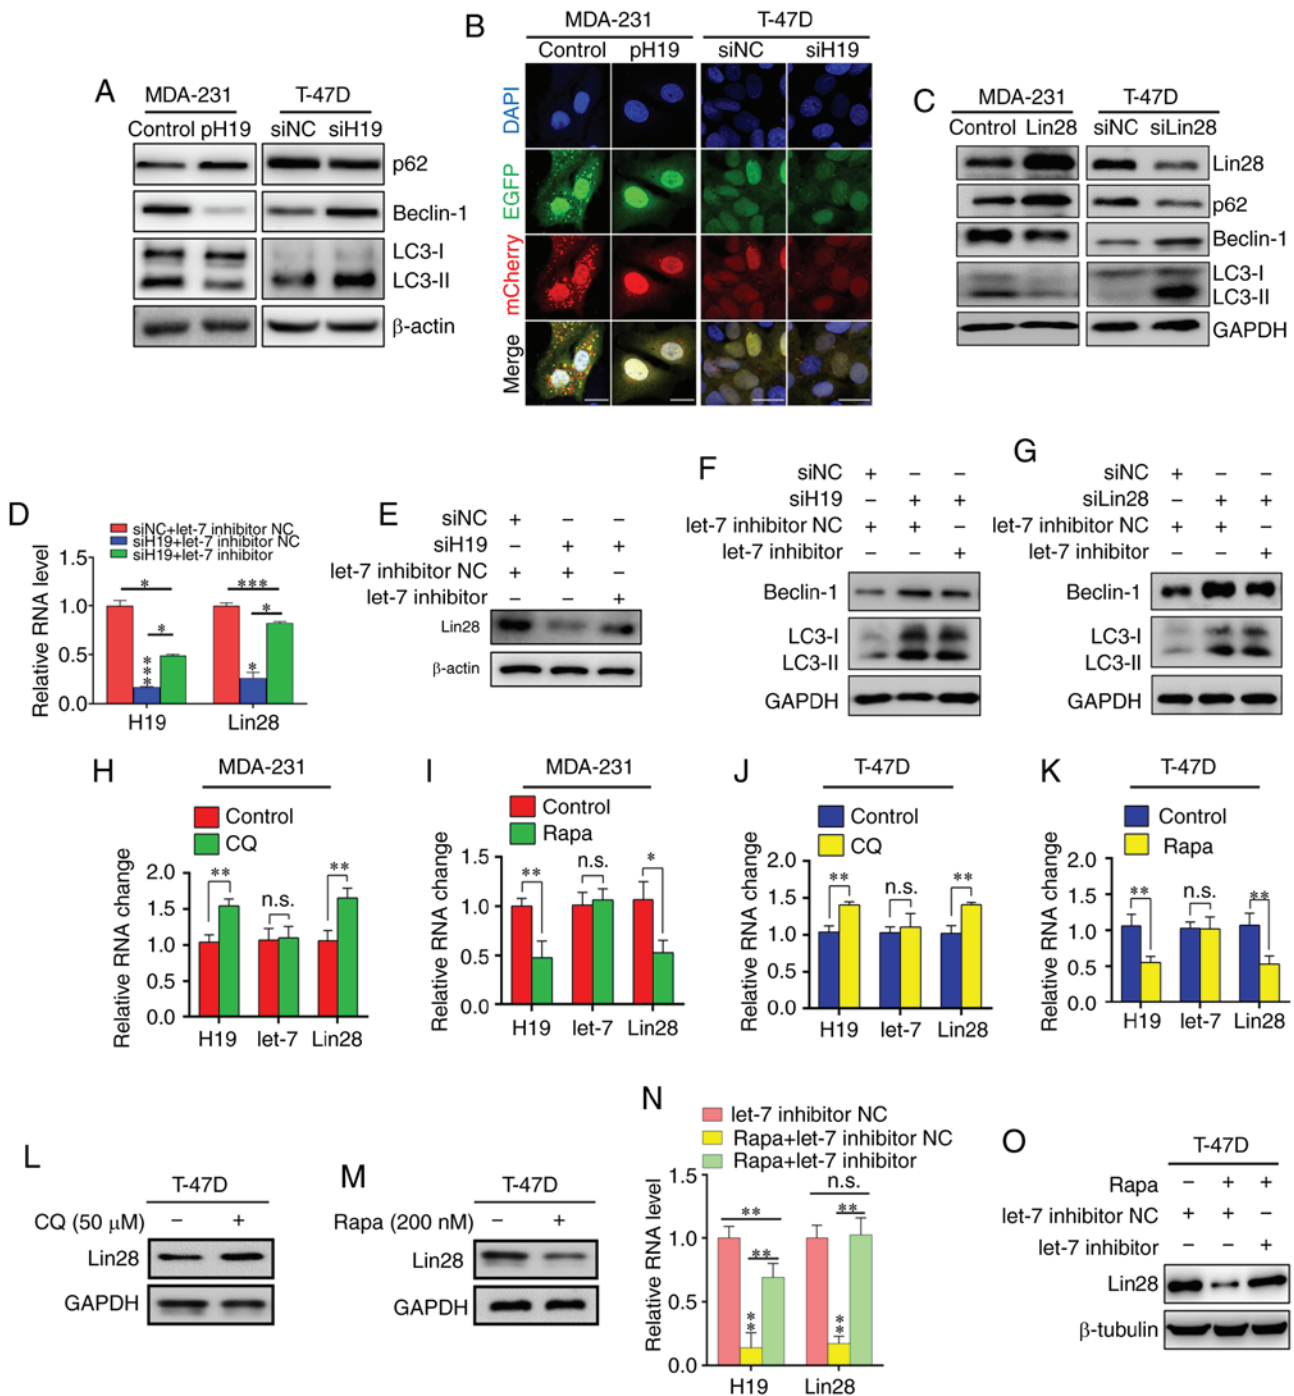 A
MDA-231 T-47D
Control pH19 siNC siH19
p62
Beclin-1
LC3-I
LC3-II
β-actin
B
MDA-231 T-47D
Control pH19 siNC siH19
DAPI
EGFP
mCherry
Merge
C
MDA-231 T-47D
Control Lin28 siNC siLin28
Lin28
p62
Beclin-1
LC3-I
LC3-II
GAPDH
D
siNC+let-7 inhibitor NC
siH19+let-7 inhibitor NC
siH19+let-7 inhibitor
Relative RNA level
1.5
1.0
0.5
0.0
* *** * *
*** *
H19 Lin28
E
siNC + − −
siH19 − + +
let-7 inhibitor NC + + −
let-7 inhibitor − − +
Lin28
β-actin
F
siNC + − −
siH19 − + +
let-7 inhibitor NC + + −
let-7 inhibitor − − +
Beclin-1
LC3-I
LC3-II
GAPDH
G
siNC + − −
siLin28 − + +
let-7 inhibitor NC + + −
let-7 inhibitor − − +
Beclin-1
LC3-I
LC3-II
GAPDH
H
MDA-231
Control
CQ
Relative RNA change
2.0
1.5
1.0
0.5
0.0
** n.s. **
H19 let-7 Lin28
I
MDA-231
Control
Rapa
Relative RNA change
1.5
1.0
0.5
0.0
** n.s. *
H19 let-7 Lin28
J
T-47D
Control
CQ
Relative RNA change
2.0
1.5
1.0
0.5
0.0
** n.s. **
H19 let-7 Lin28
K
T-47D
Control
Rapa
Relative RNA change
2.0
1.5
1.0
0.5
0.0
** n.s. **
H19 let-7 Lin28
L
T-47D
CQ (50 μM) − +
Lin28
GAPDH
M
T-47D
Rapa (200 nM) − +
Lin28
GAPDH
N
let-7 inhibitor NC
Rapa+let-7 inhibitor NC
Rapa+let-7 inhibitor
Relative RNA level
1.5
1.0
0.5
0.0
** n.s.
** **
** **
H19 Lin28
O
T-47D
Rapa − + +
let-7 inhibitor NC + + −
let-7 inhibitor − − +
Lin28
β-tubulin